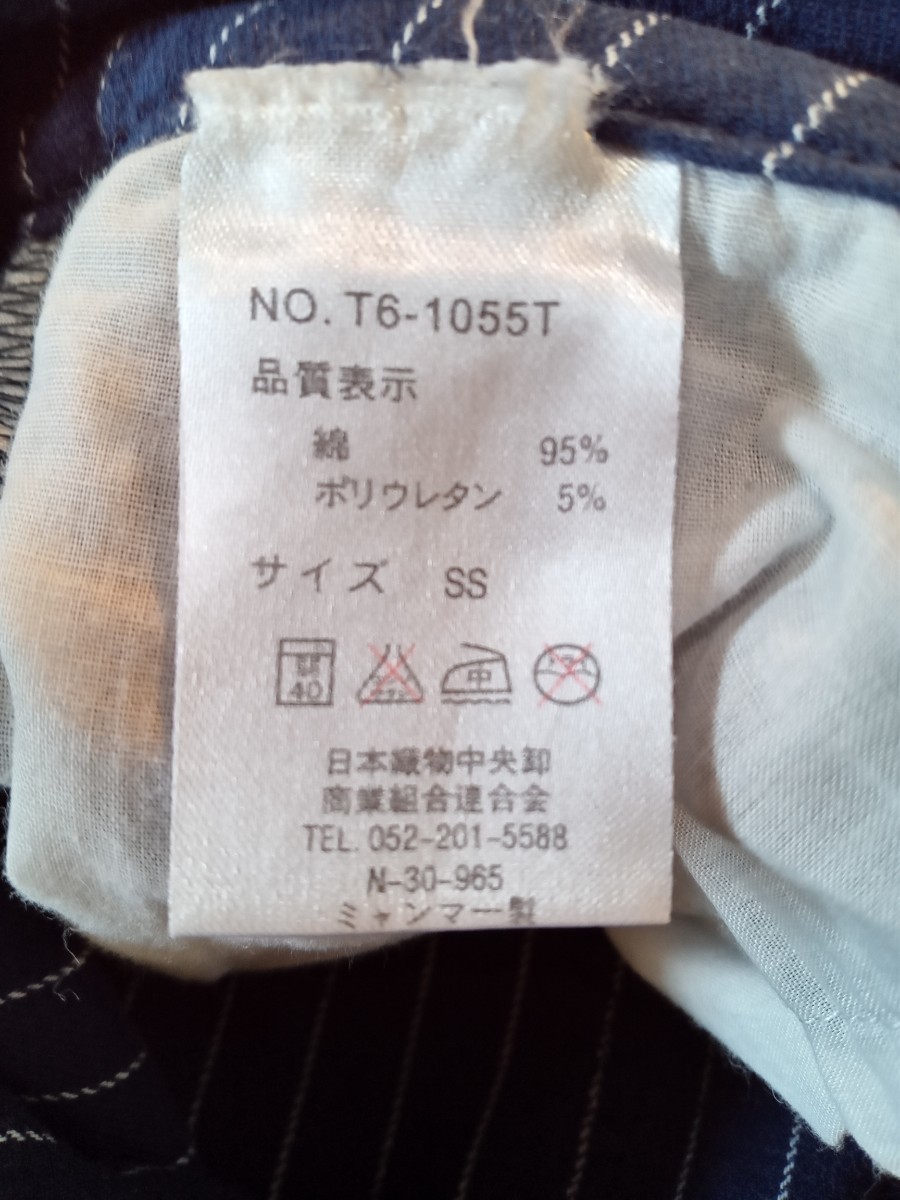 NO. T6-1055T
品質表示
綿 95%
ポリウレタン 5%
サイズ SS
40
中
日本織物中央卸
商業組合連合会
TEL. 052-201-5588
N-30-965
ミャンマー製